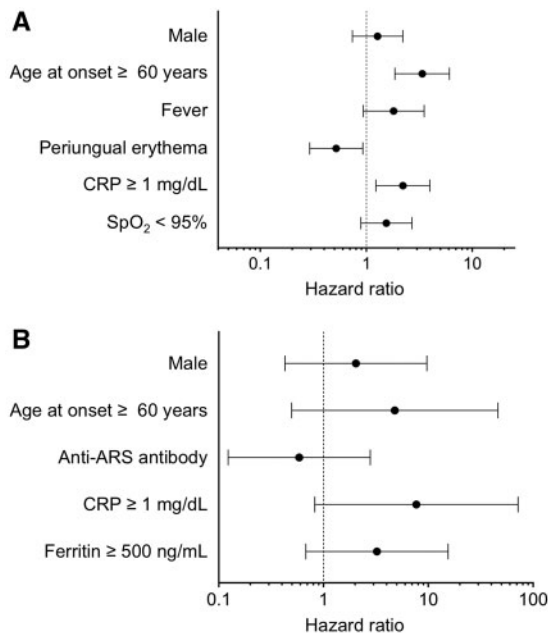 A
Male
Age at onset ≥ 60 years
Fever
Periungual erythema
CRP ≥ 1 mg/dL
SpO₂ < 95%
0.1 1 10
Hazard ratio
B
Male
Age at onset ≥ 60 years
Anti-ARS antibody
CRP ≥ 1 mg/dL
Ferritin ≥ 500 ng/mL
0.1 1 10 100
Hazard ratio